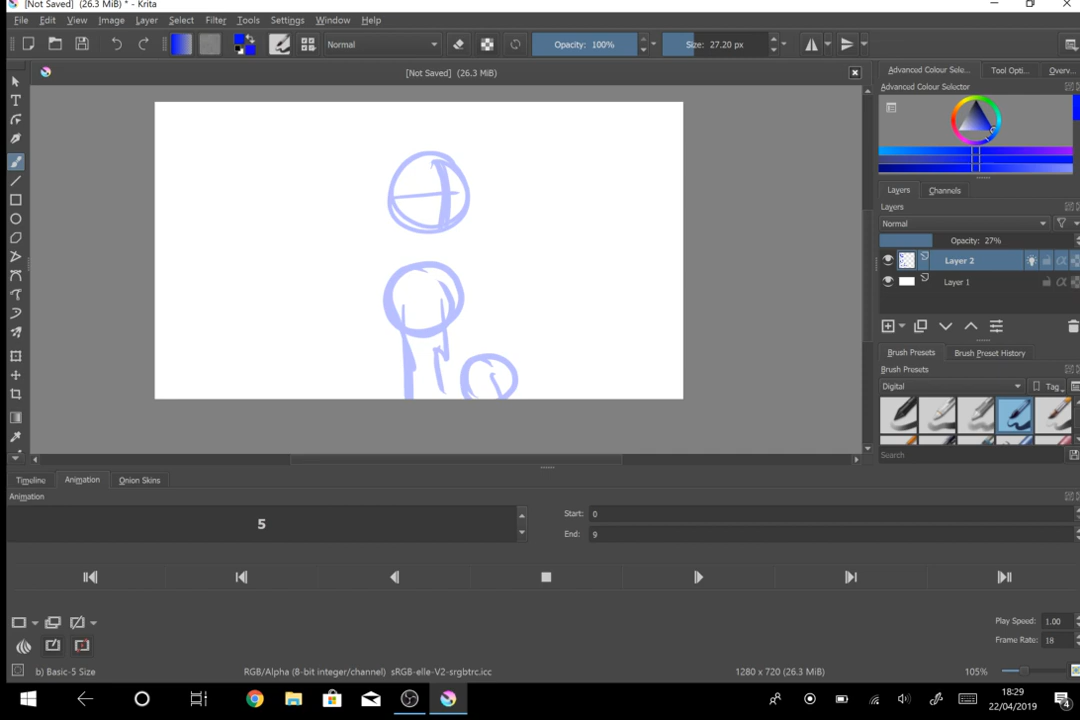 [Not Saved] (26.3 MiB) * - Krita
File Edit View Image Layer Select Filter Tools Settings Window Help
Normal
Opacity: 100%
Size: 27.20 px
[Not Saved] (26.3 MiB)
Advanced Colour Sele... Tool Opti... Overv...
Advanced Colour Selector
Layers Channels
Layers
Normal
Opacity: 27%
Layer 2
Layer 1
Brush Presets Brush Preset History
Brush Presets
Digital
Tag
Search
Timeline Animation Onion Skins
Animation
5
Start: 0
End: 9
Play Speed: 1.00
Frame Rate: 18
b) Basic-5 Size
RGB/Alpha (8-bit integer/channel) sRGB-elle-V2-srgbtrc.icc
1280 x 720 (26.3 MiB)
105%
18:29
22/04/2019
4